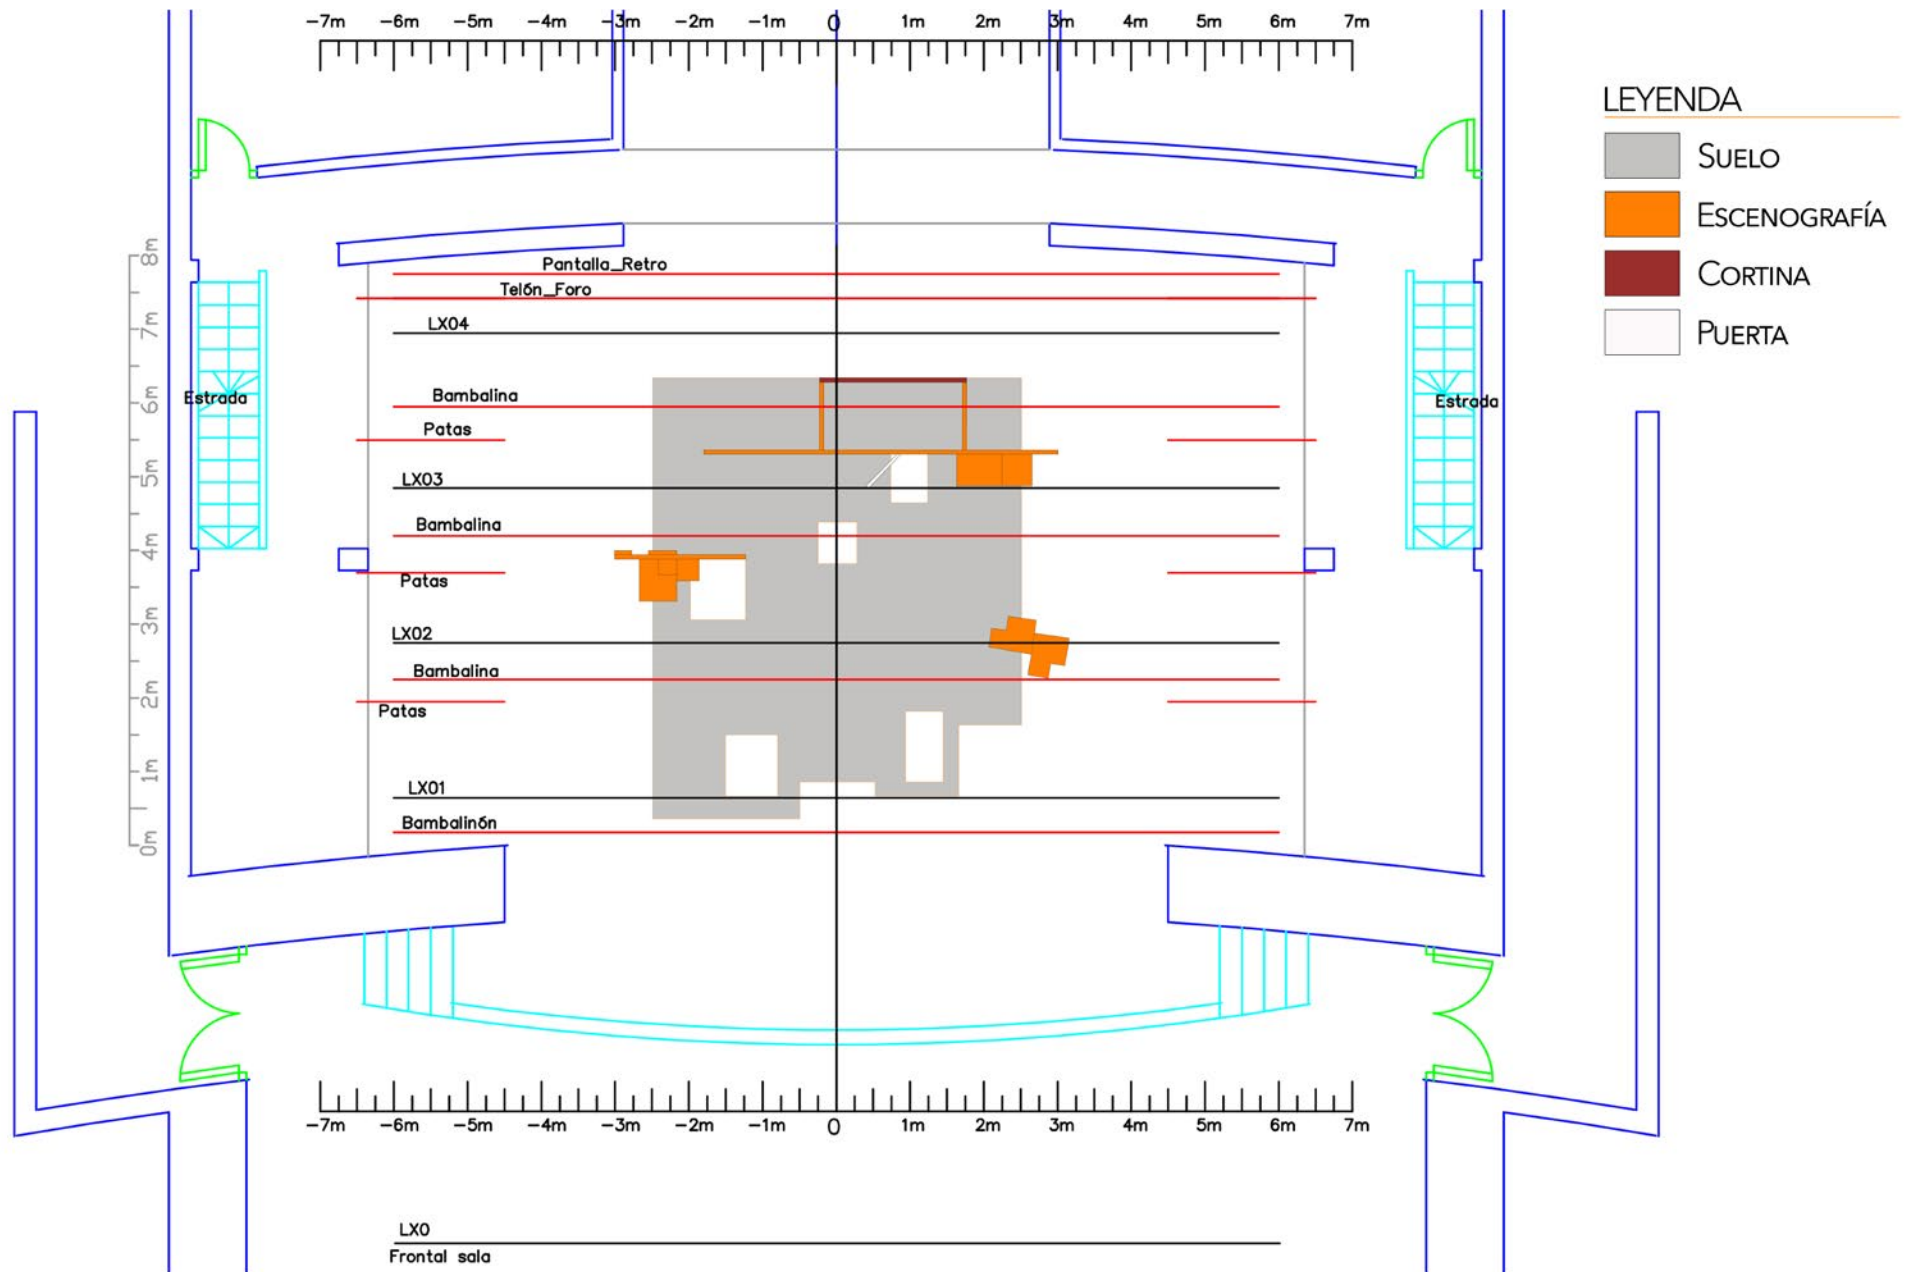 −7m −6m −5m −4m −3m −2m −1m 0 1m 2m 3m 4m 5m 6m 7m
LEYENDA
SUELO
ESCENOGRAFÍA
CORTINA
PUERTA
8m
7m
6m
5m
4m
3m
2m
1m
0m
Pantalla_Retro
Telón_Foro
LX04
Bambalina
Estrada
Estrada
Patas
LX03
Bambalina
Patas
LX02
Bambalina
Patas
LX01
Bambalinón
−7m −6m −5m −4m −3m −2m −1m 0 1m 2m 3m 4m 5m 6m 7m
LX0
Frontal sala